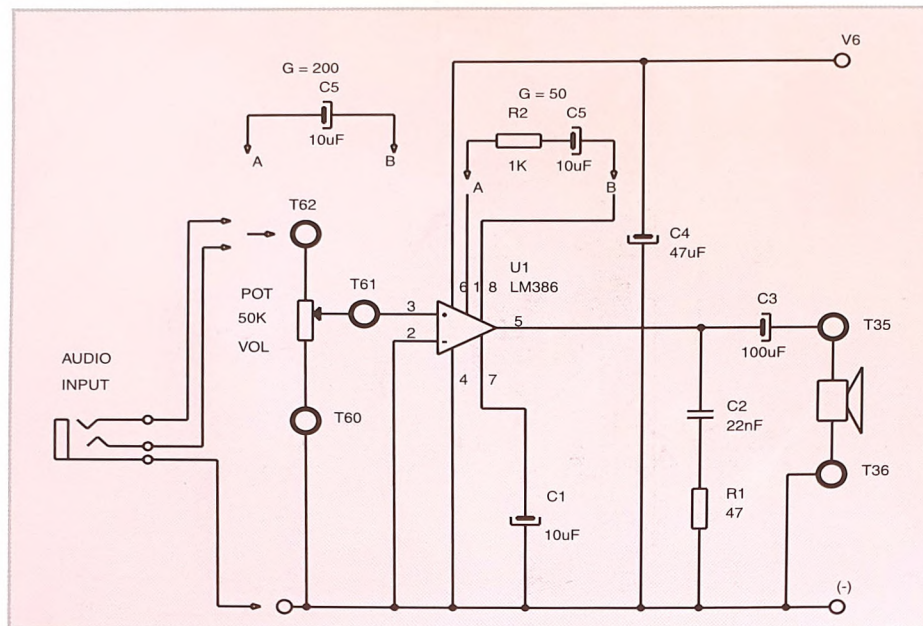 V6
G = 200
C5
10uF
A
B
G = 50
R2
C5
1K
10uF
A
B
T62
C4
47uF
U1
LM386
6
1
8
T61
POT
50K
VOL
3
2
5
4
7
C3
100uF
T35
AUDIO
INPUT
T60
C2
22nF
T36
R1
47
C1
10uF
(-)